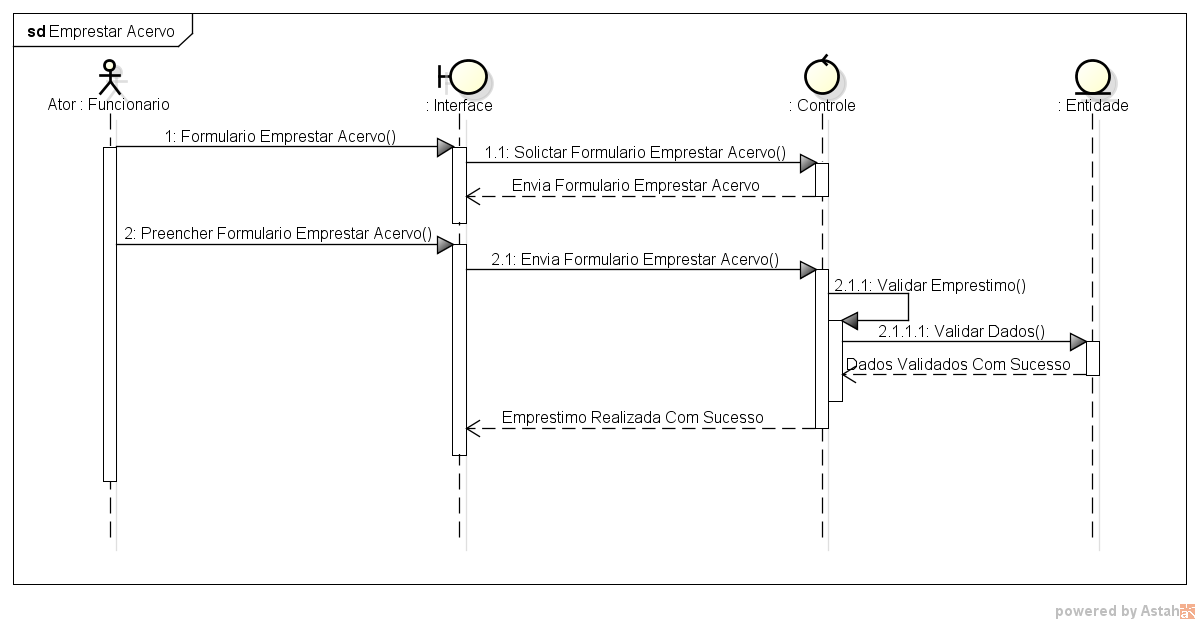 sd Emprestar Acervo
Ator : Funcionario
: Interface
: Controle
: Entidade
1: Formulario Emprestar Acervo()
1.1: Solictar Formulario Emprestar Acervo()
Envia Formulario Emprestar Acervo
2: Preencher Formulario Emprestar Acervo()
2.1: Envia Formulario Emprestar Acervo()
2.1.1: Validar Emprestimo()
2.1.1.1: Validar Dados()
Dados Validados Com Sucesso
Emprestimo Realizada Com Sucesso
powered by Astah